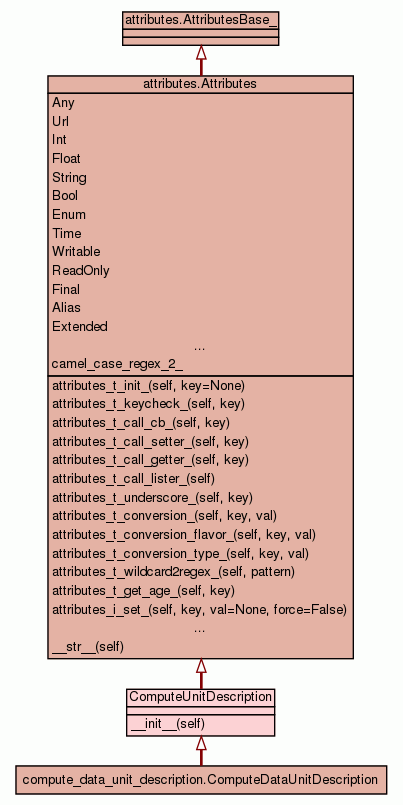 attributes.AttributesBase_
attributes.Attributes
Any
Url
Int
Float
String
Bool
Enum
Time
Writable
ReadOnly
Final
Alias
Extended
...
camel_case_regex_2_
attributes_t_init_(self, key=None)
attributes_t_keycheck_(self, key)
attributes_t_call_cb_(self, key)
attributes_t_call_setter_(self, key)
attributes_t_call_getter_(self, key)
attributes_t_call_lister_(self)
attributes_t_underscore_(self, key)
attributes_t_conversion_(self, key, val)
attributes_t_conversion_flavor_(self, key, val)
attributes_t_conversion_type_(self, key, val)
attributes_t_wildcard2regex_(self, pattern)
attributes_t_get_age_(self, key)
attributes_i_set_(self, key, val=None, force=False)
...
__str__(self)
ComputeUnitDescription
__init__(self)
compute_data_unit_description.ComputeDataUnitDescription